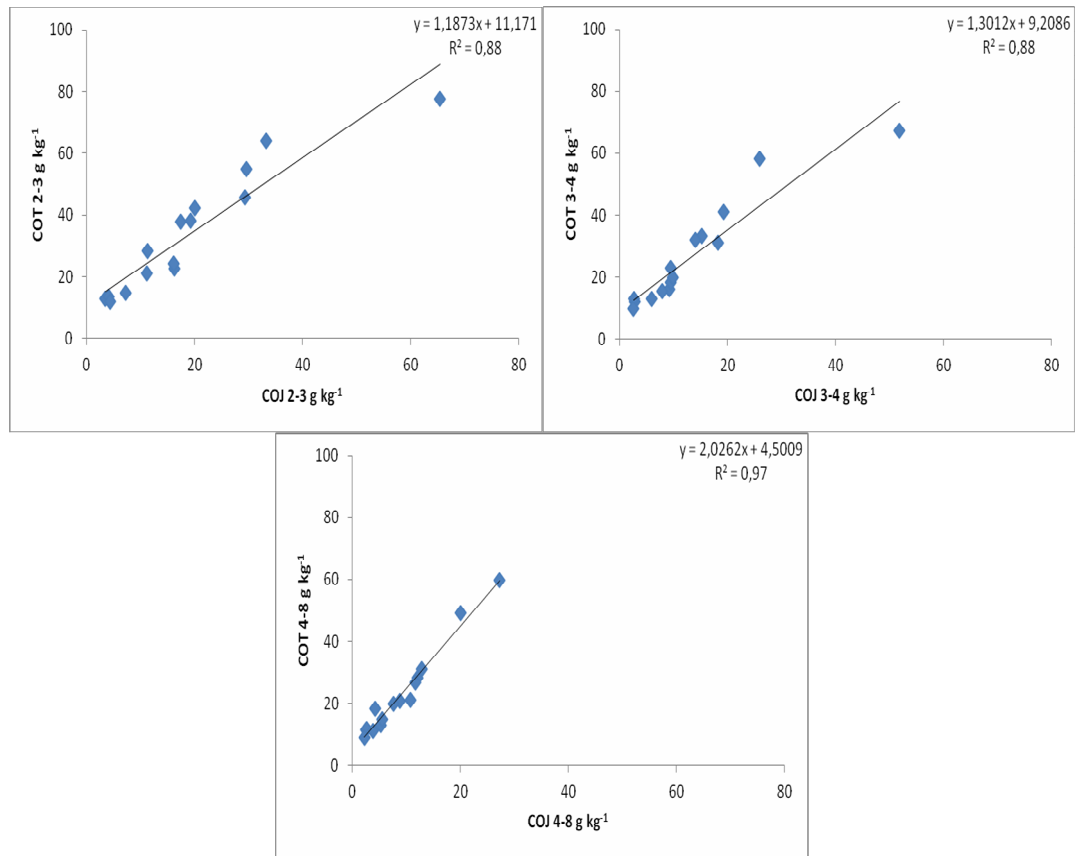 y = 1,1873x + 11,171
R² = 0,88
100
80
60
40
20
0
COT 2-3 g kg⁻¹
0 20 40 60 80
COJ 2-3 g kg⁻¹
y = 1,3012x + 9,2086
R² = 0,88
100
80
60
40
20
0
COT 3-4 g kg⁻¹
0 20 40 60 80
COJ 3-4 g kg⁻¹
y = 2,0262x + 4,5009
R² = 0,97
100
80
60
40
20
0
COT 4-8 g kg⁻¹
0 20 40 60 80
COJ 4-8 g kg⁻¹